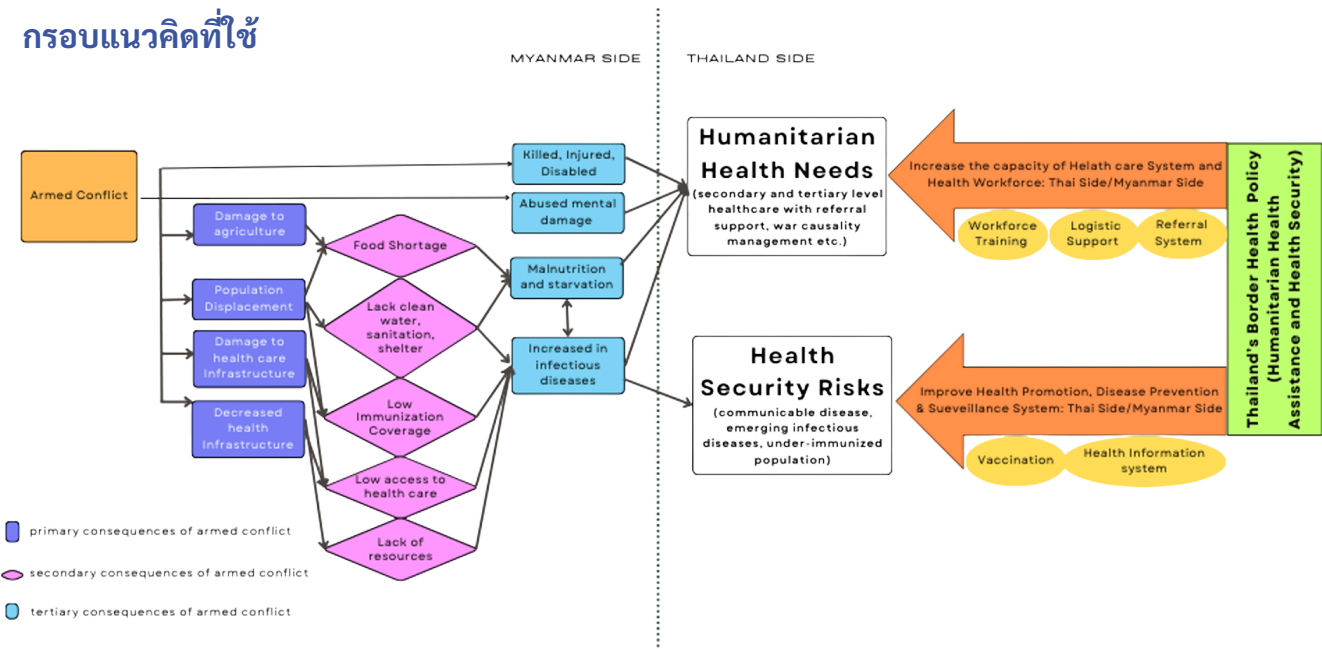 กรอบแนวคิดที่ใช้
MYANMAR SIDE
THAILAND SIDE
Armed Conflict
Damage to
agriculture
Population
Displacement
Damage to
health care
Infrastructure
Decreased
health
Infrastructure
Food Shortage
Lack clean
water,
sanitation,
shelter
Low
Immunization
Coverage
Low access to
health care
Lack of
resources
Killed, Injured,
Disabled
Abused mental
damage
Malnutrition
and starvation
Increased in
infectious
diseases
Humanitarian
Health Needs
(secondary and tertiary level
healthcare with referral
support, war causality
management etc.)
Health
Security Risks
(communicable disease,
emerging infectious
diseases, under-immunized
population)
Increase the capacity of Helath care System and
Health Workforce: Thai Side/Myanmar Side
Workforce
Training
Logistic
Support
Referral
System
Improve Health Promotion, Disease Prevention
& Sueveillance System: Thai Side/Myanmar Side
Vaccination
Health Information
system
Thailand's Border Health Policy
(Humanitarian Health
Assistance and Health Security)
primary consequences of armed conflict
secondary consequences of armed conflict
tertiary consequences of armed conflict